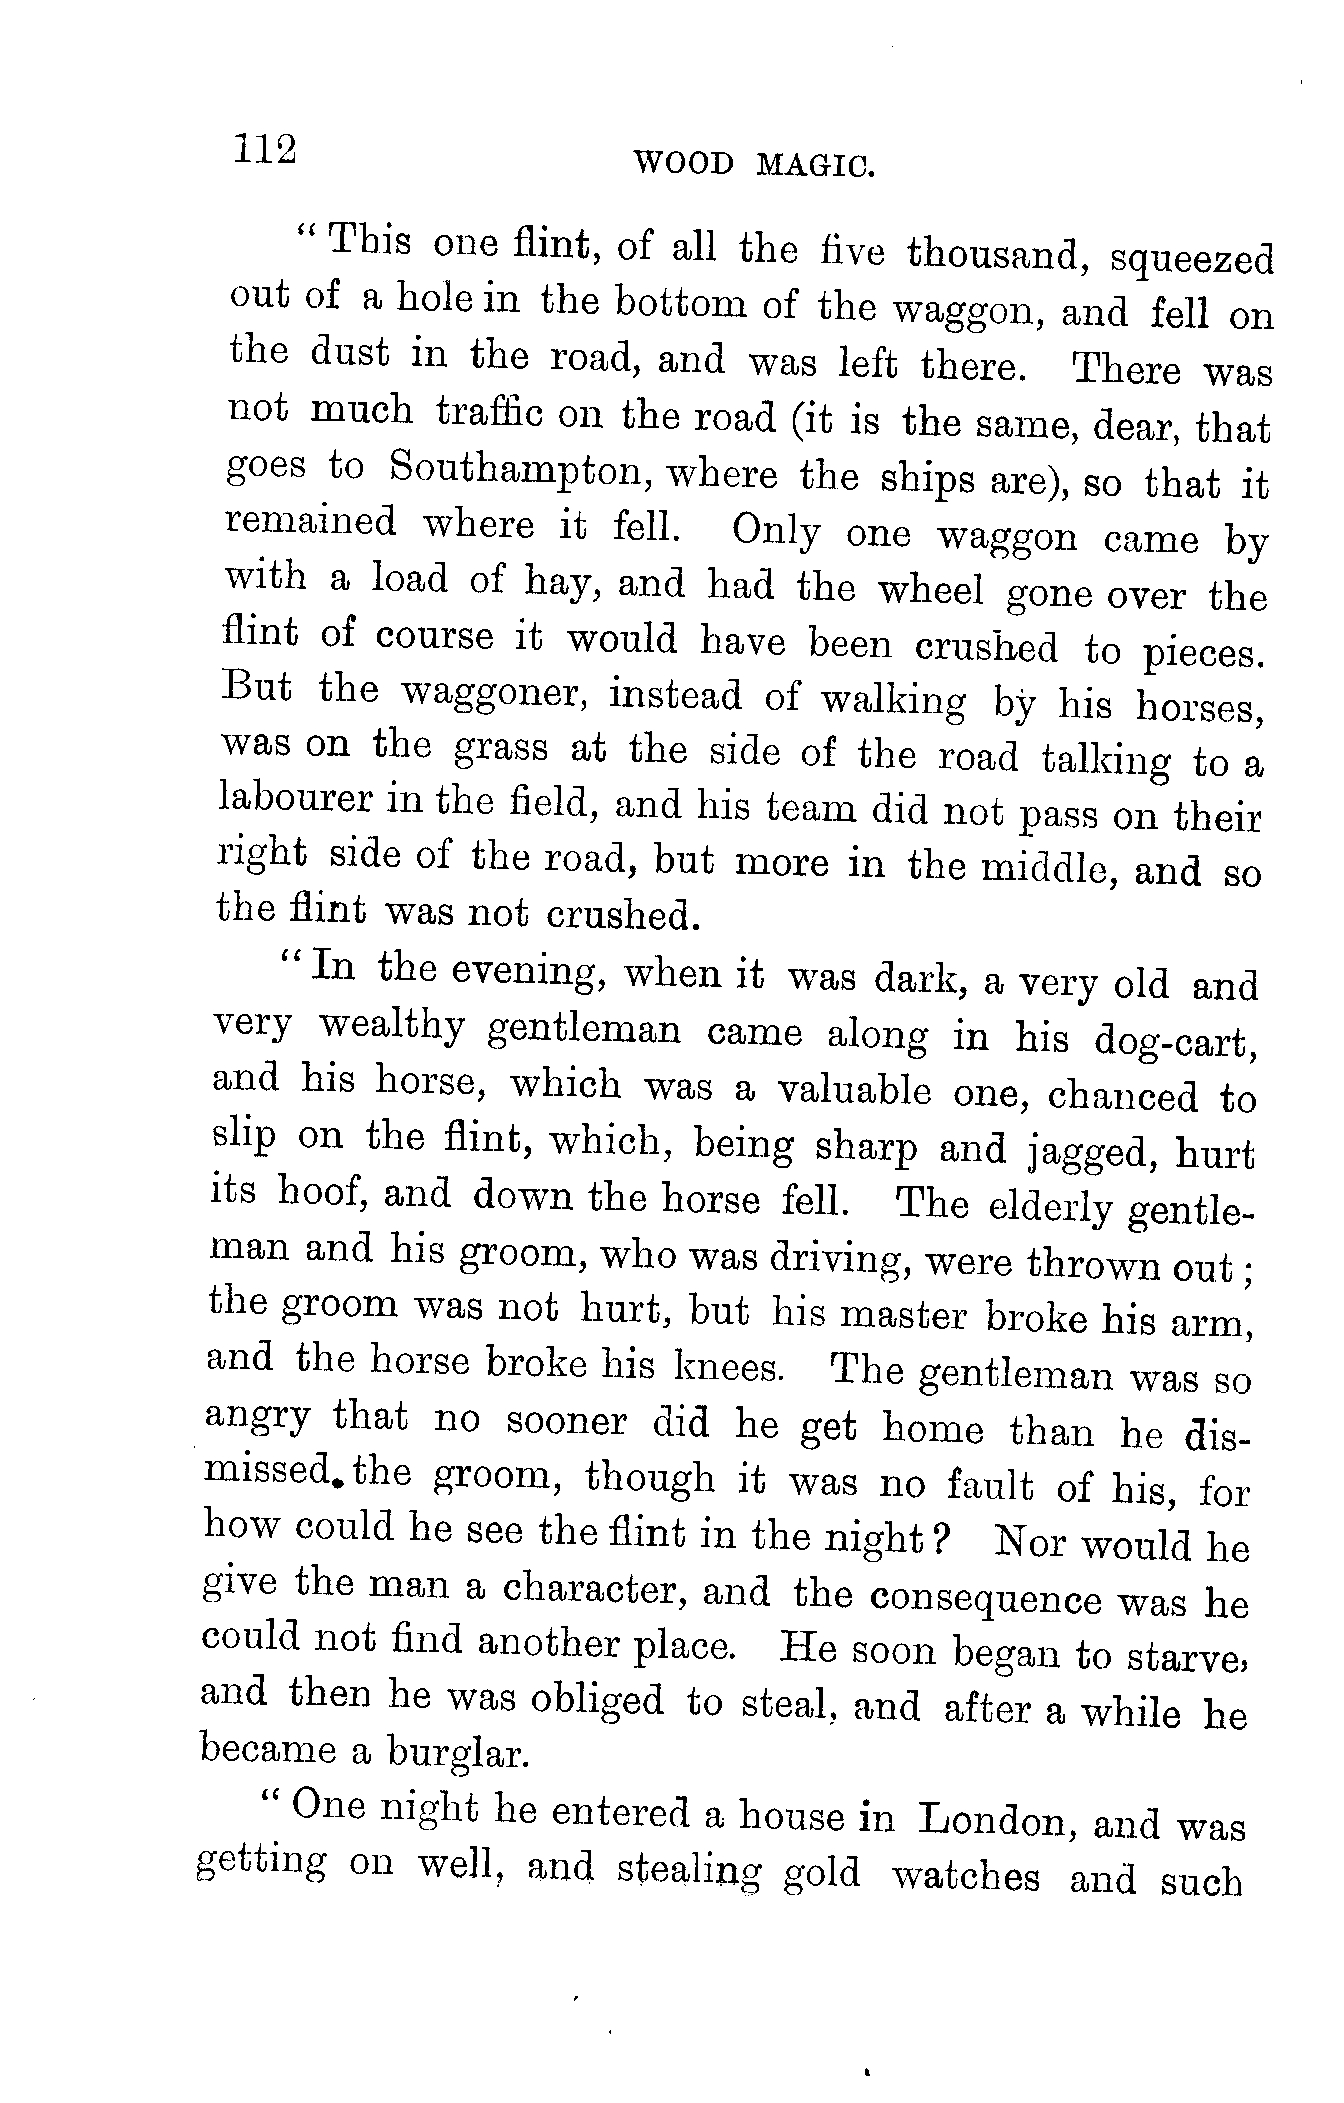 112
WOOD MAGIC.
“ This one flint, of all the five thousand, squeezed
out of a hole in the bottom of the waggon, and fell on
the dust in the road, and was left there. There was
not much traffic on the road (it is the same, dear, that
goes to Southampton, where the ships are), so that it
remained where it fell. Only one waggon came by
with a load of hay, and had the wheel gone over the
flint of course it would have been crushed to pieces.
But the waggoner, instead of walking by his horses,
was on the grass at the side of the road talking to a
labourer in the field, and his team did not pass on their
right side of the road, but more in the middle, and so
the flint was not crushed.
“ In the evening, when it was dark, a very old and
very wealthy gentleman came along in his dog-cart,
and his horse, which was a valuable one, chanced to
slip on the flint, which, being sharp and jagged, hurt
its hoof, and down the horse fell. The elderly gentle-
man and his groom, who was driving, were thrown out ;
the groom was not hurt, but his master broke his arm,
and the horse broke his knees. The gentleman was so
angry that no sooner did he get home than he dis-
missed. the groom, though it was no fault of his, for
how could he see the flint in the night ? Nor would he
give the man a character, and the consequence was he
could not find another place. He soon began to starve,
and then he was obliged to steal, and after a while he
became a burglar.
“ One night he entered a house in London, and was
getting on well, and stealing gold watches and such